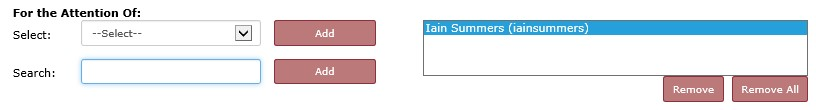 For the Attention Of:
Select: --Select-- Add
Search: Add
Iain Summers (iainsummers)
Remove Remove All